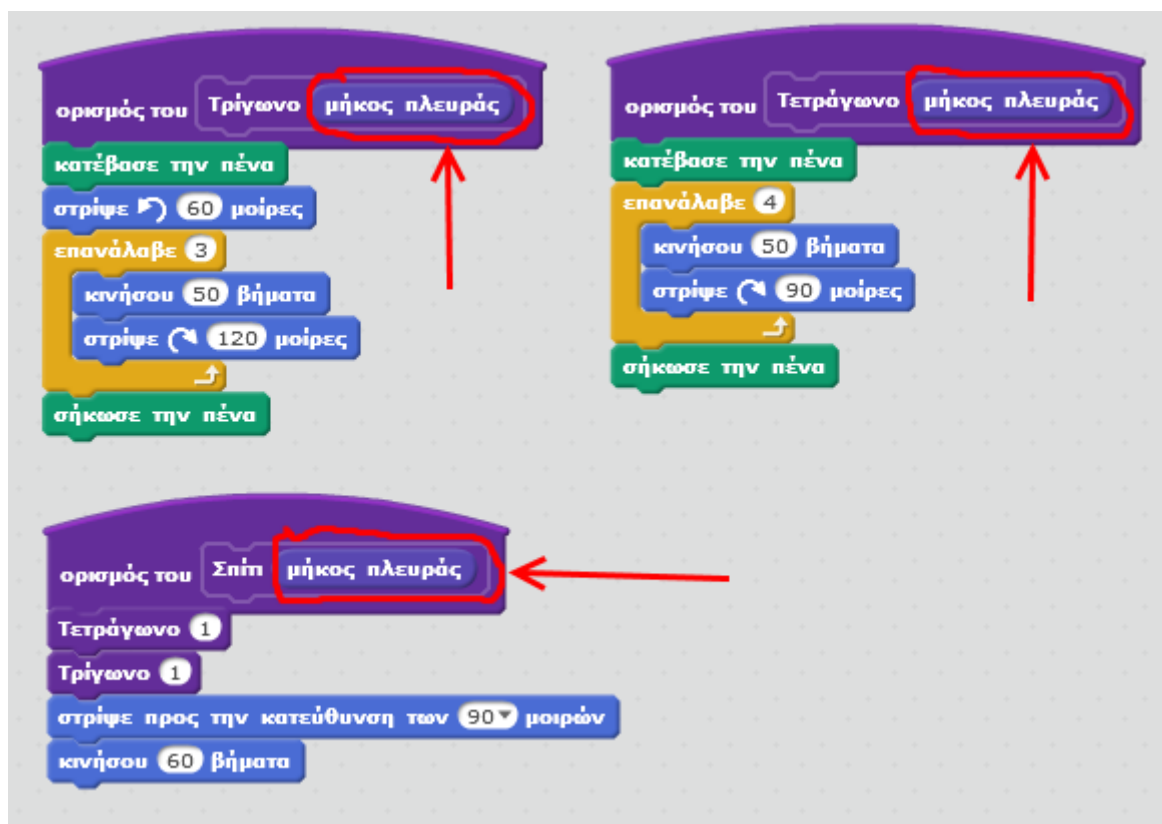 ορισμός του Τρίγωνο μήκος πλευράς
κατέβασε την πένα
στρίψε 60 μοίρες
επανάλαβε 3
κινήσου 50 βήματα
στρίψε 120 μοίρες
σήκωσε την πένα
ορισμός του Τετράγωνο μήκος πλευράς
κατέβασε την πένα
επανάλαβε 4
κινήσου 50 βήματα
στρίψε 90 μοίρες
σήκωσε την πένα
ορισμός του Σπίτι μήκος πλευράς
Τετράγωνο 1
Τρίγωνο 1
στρίψε προς την κατεύθυνση των 90 μοιρών
κινήσου 60 βήματα